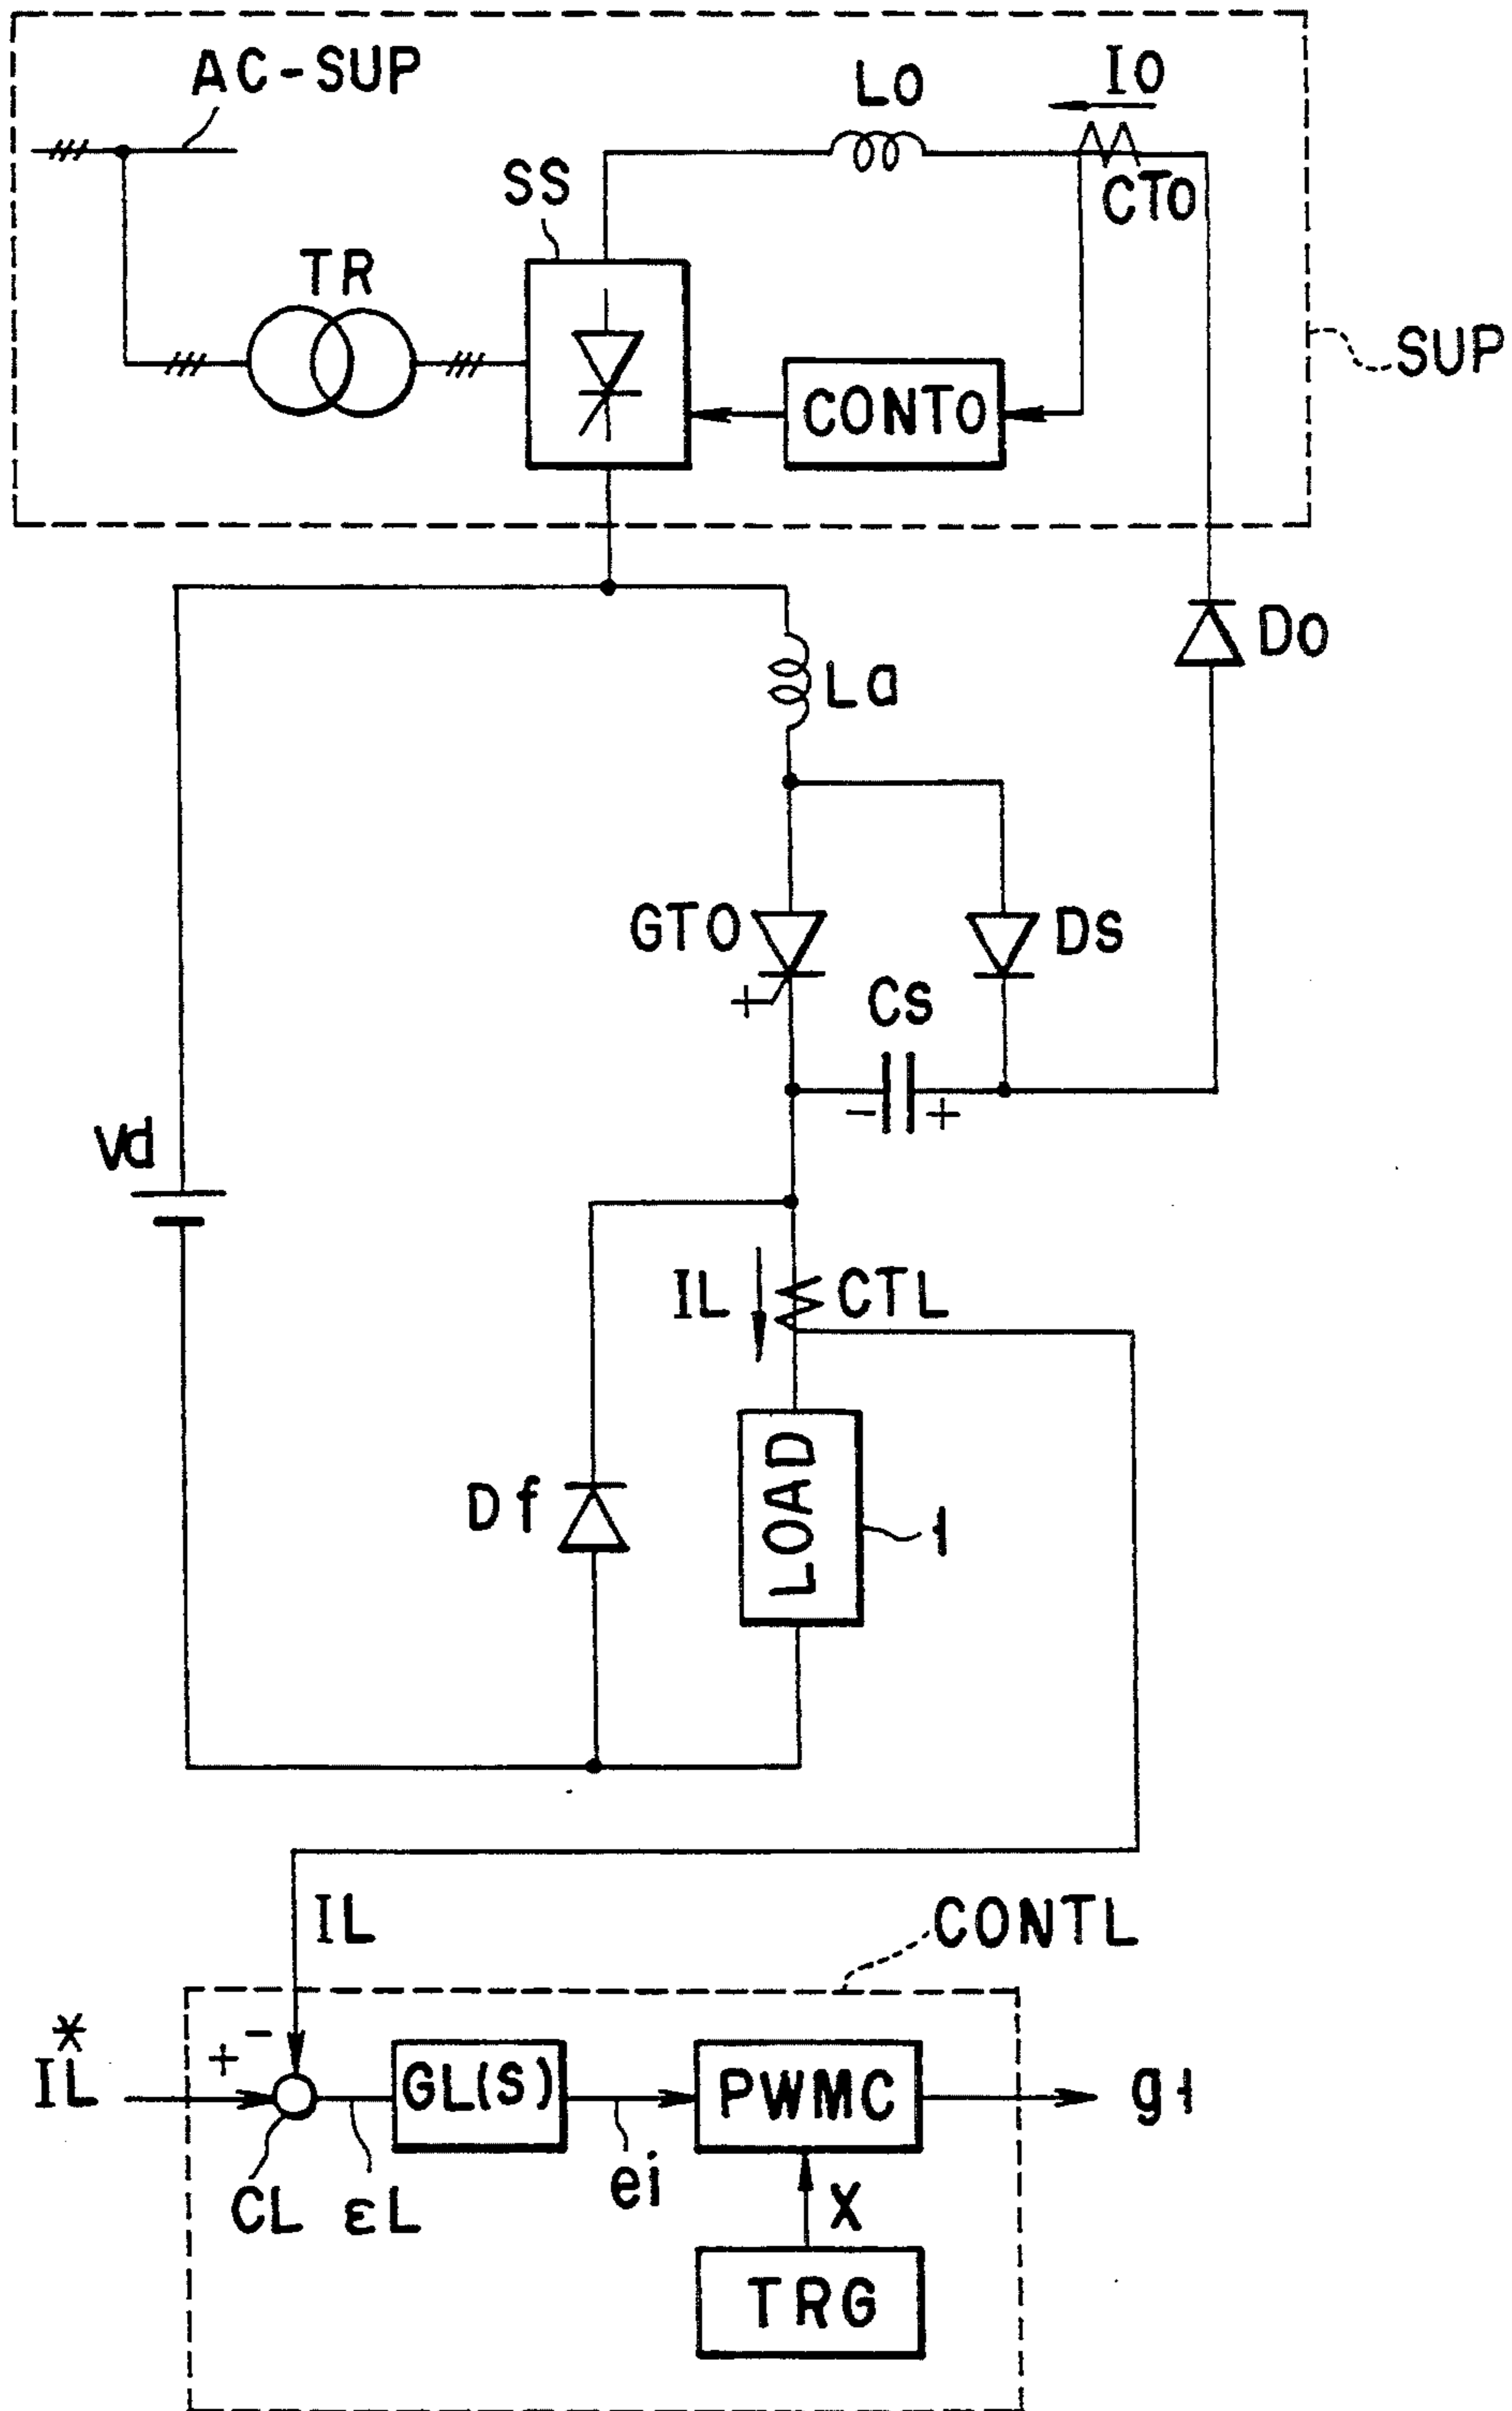 AC-SUP
Lo
Io
SS
CTo
TR
SUP
CONTo
Do
La
GTO
Ds
Cs
+
- +
Vd
IL
CTL
Df
LOAD
1
IL
CONTL
IL*
+
-
GL(S)
PWMC
g1
CL
εL
ei
X
TRG